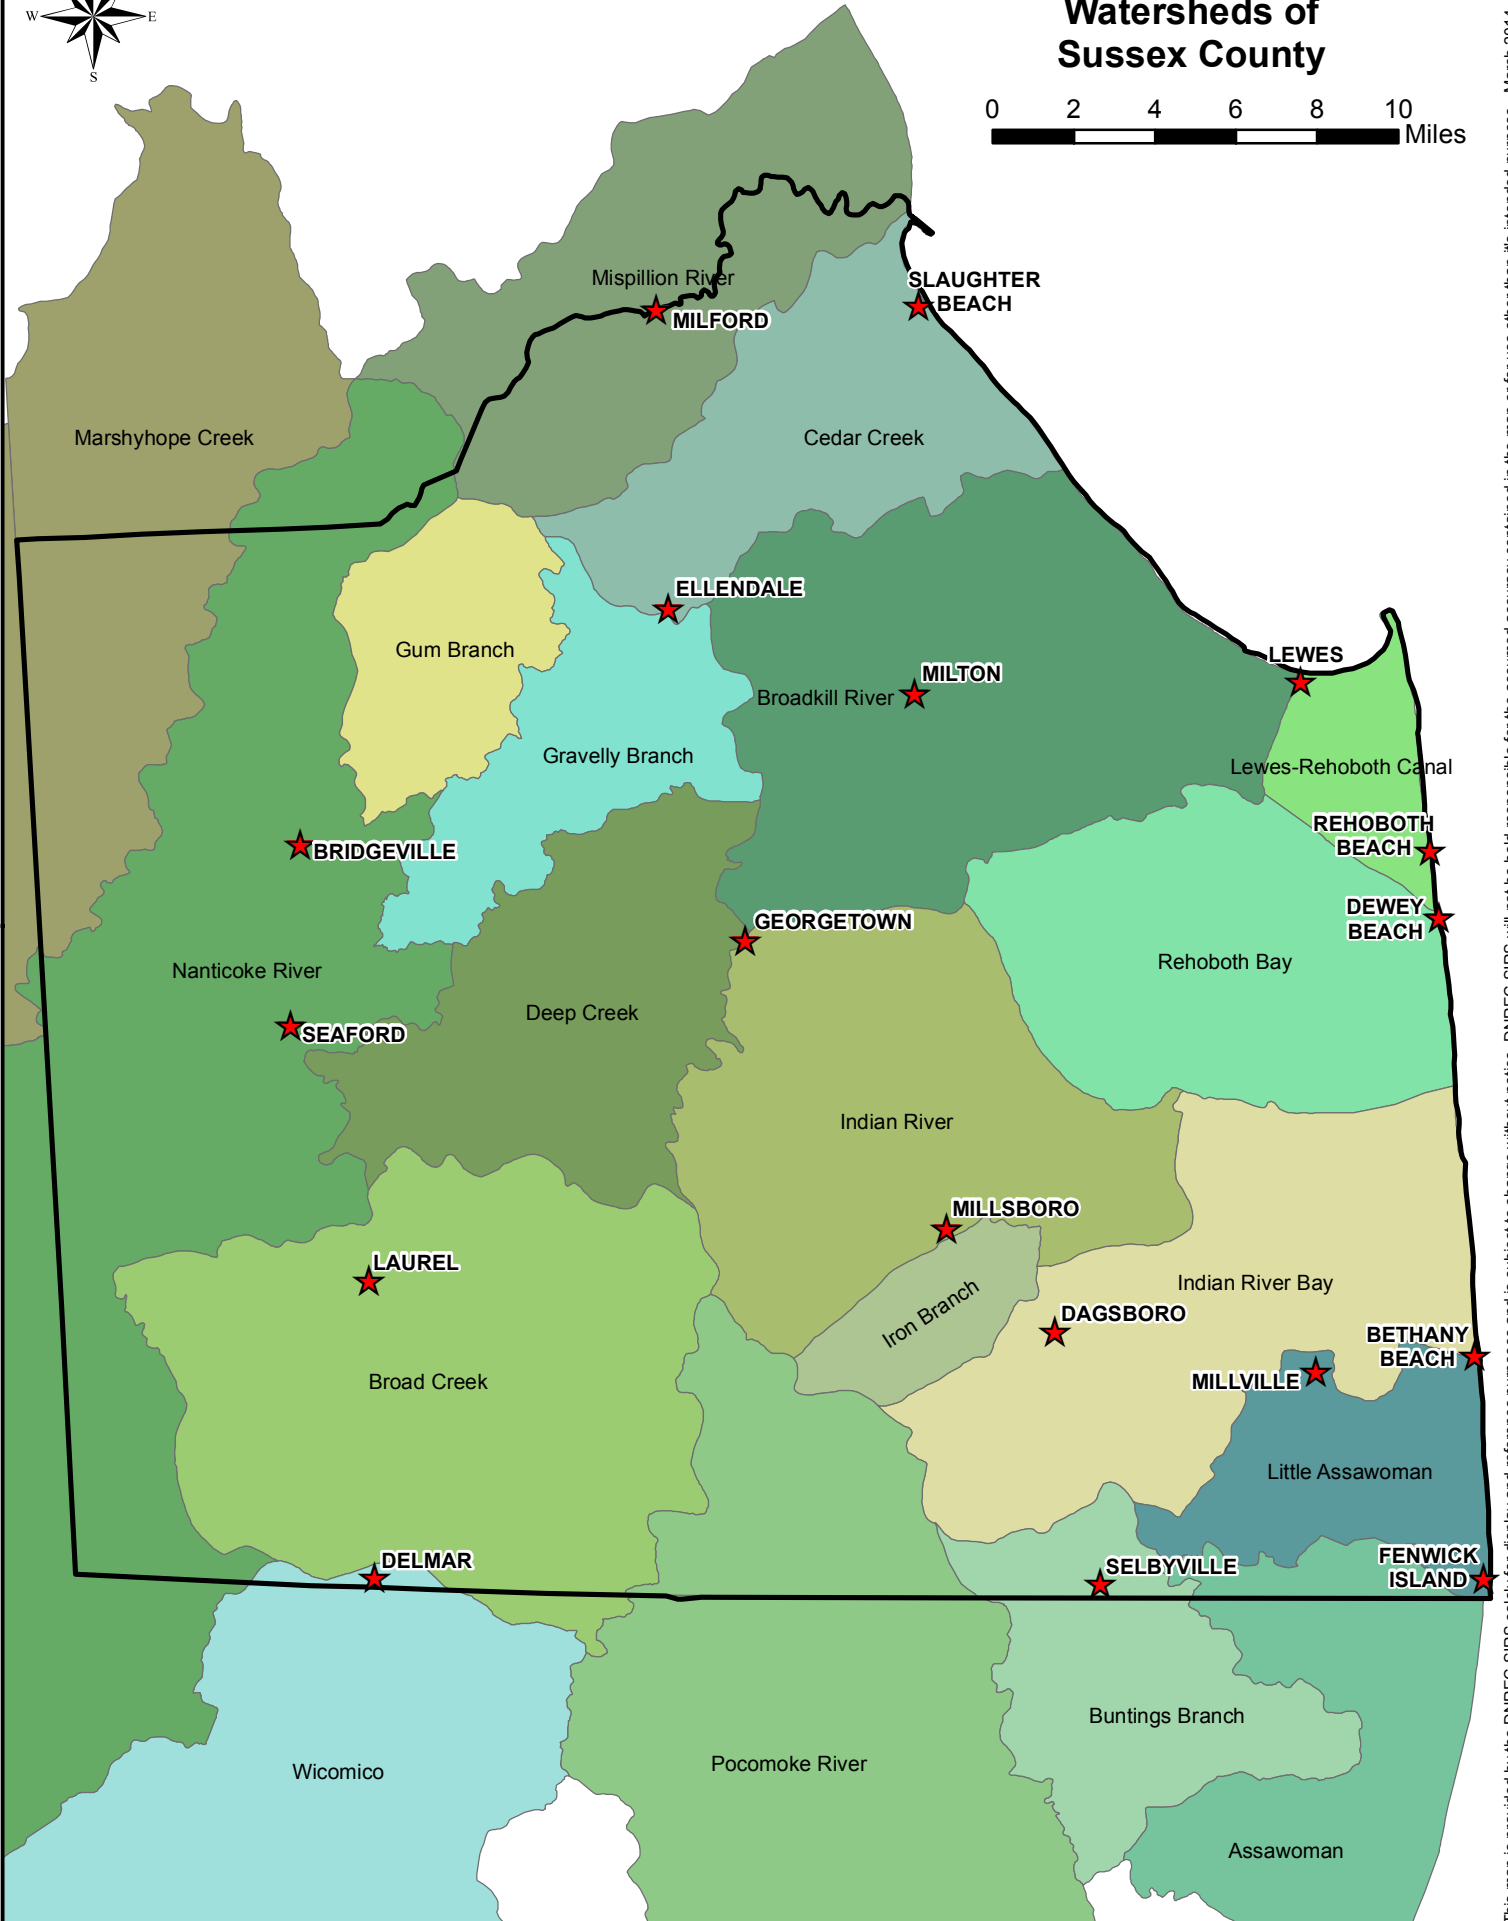 Watersheds of
Sussex County
W
E
S
0 2 4 6 8 10
Miles
Mispillion River
MILFORD
SLAUGHTER
BEACH
Marshyhope Creek
Cedar Creek
ELLENDALE
Gum Branch
LEWES
MILTON
Broadkill River
Gravelly Branch
Lewes-Rehoboth Canal
REHOBOTH
BEACH
BRIDGEVILLE
DEWEY
BEACH
GEORGETOWN
Rehoboth Bay
Nanticoke River
Deep Creek
SEAFORD
Indian River
MILLSBORO
LAUREL
Indian River Bay
Iron Branch
DAGSBORO
BETHANY
BEACH
Broad Creek
MILLVILLE
Little Assawoman
DELMAR
SELBYVILLE
FENWICK
ISLAND
Buntings Branch
Pocomoke River
Wicomico
Assawoman